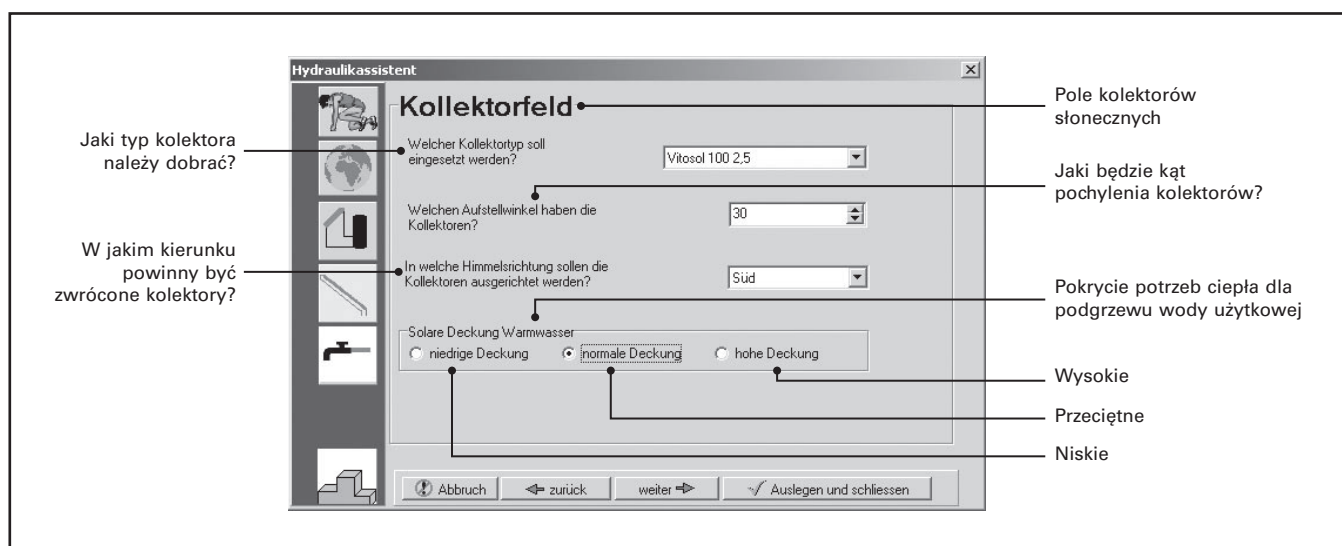 Hydraulikassistent
Kollektorfeld
Welcher Kollektortyp soll
eingesetzt werden?
Vitosol 100 2,5
Welchen Aufstellwinkel haben die
Kollektoren?
30
In welche Himmelsrichtung sollen die
Kollektoren ausgerichtet werden?
Süd
Solare Deckung Warmwasser
niedrige Deckung
normale Deckung
hohe Deckung
Abbruch
zurück
weiter
Auslegen und schliessen
Jaki typ kolektora
należy dobrać?
W jakim kierunku
powinny być
zwrócone kolektory?
Pole kolektorów
słonecznych
Jaki będzie kąt
pochylenia kolektorów?
Pokrycie potrzeb ciepła dla
podgrzewu wody użytkowej
Wysokie
Przeciętne
Niskie